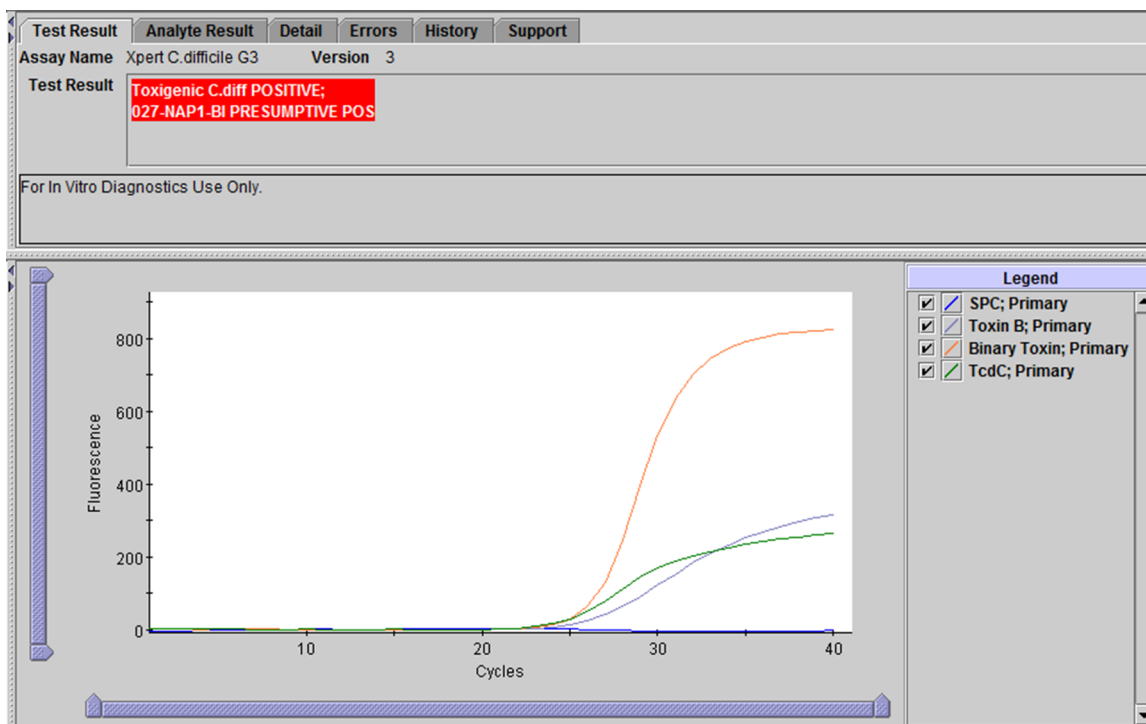 Test Result Analyte Result Detail Errors History Support
Assay Name Xpert C.difficile G3 Version 3
Test Result
Toxigenic C.diff POSITIVE;
027-NAP1-BI PRESUMPTIVE POS
For In Vitro Diagnostics Use Only.
800
600
400
200
0
Fluorescence
10 20 30 40
Cycles
Legend
SPC; Primary
Toxin B; Primary
Binary Toxin; Primary
TcdC; Primary